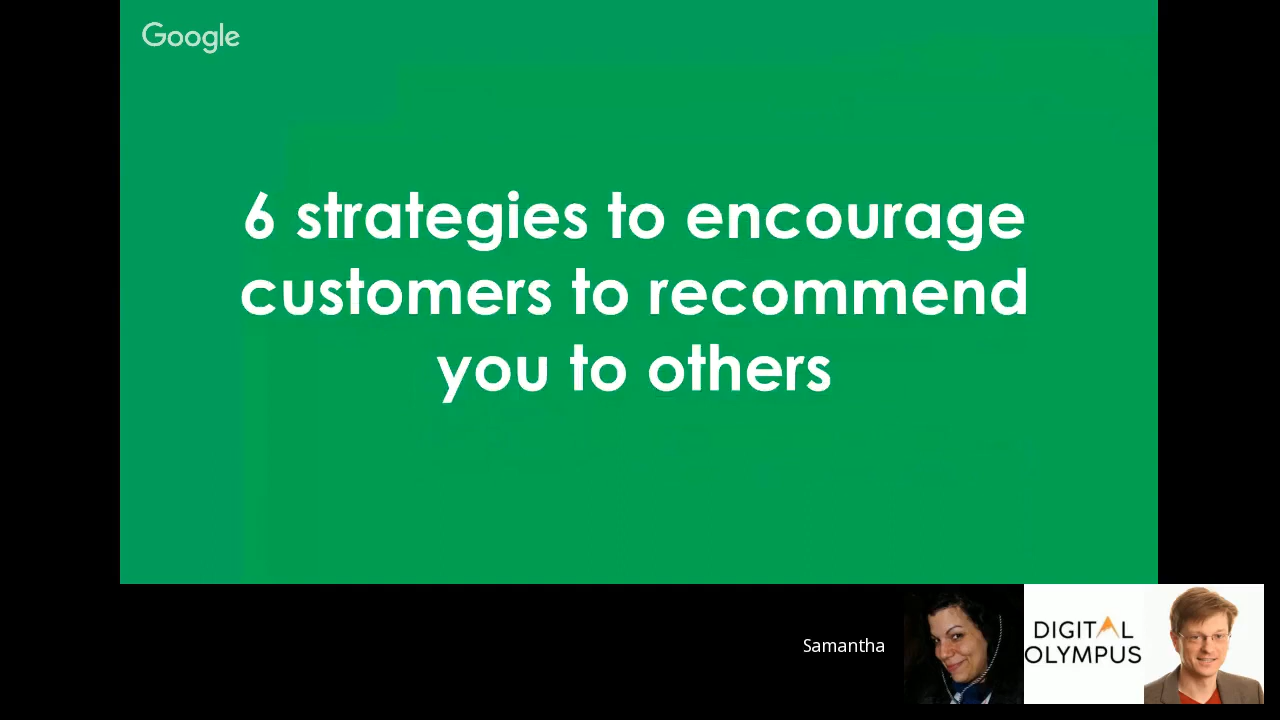 Google
6 strategies to encourage
customers to recommend
you to others
Samantha
DIGITAL
OLYMPUS